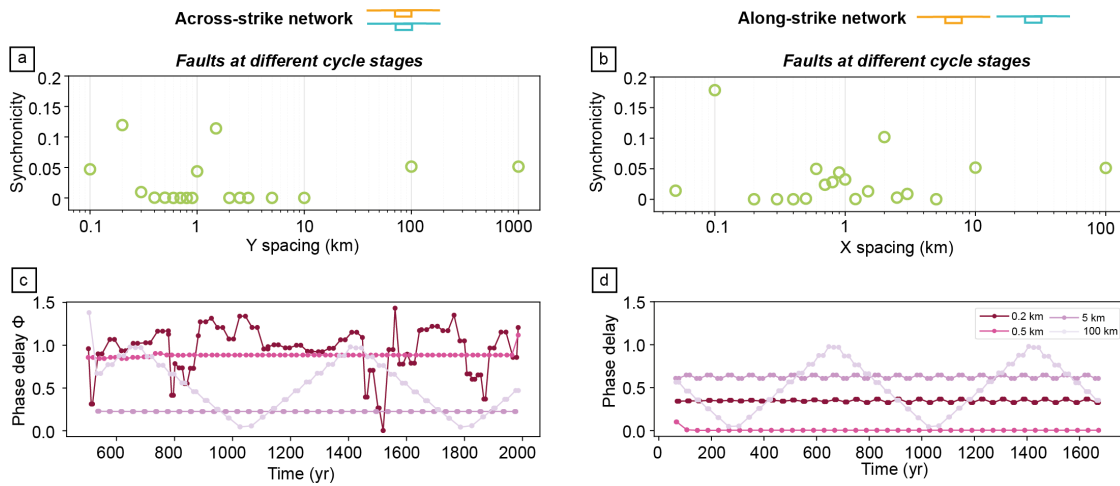 Across-strike network
Along-strike network
a
Faults at different cycle stages
b
Faults at different cycle stages
Synchronicity
0.2
0.15
0.1
0.05
0
0.1
1
10
100
1000
Y spacing (km)
Synchronicity
0.2
0.15
0.1
0.05
0
0.1
1
10
100
X spacing (km)
c
Phase delay Φ
1.5
1.0
0.5
0.0
600
800
1000
1200
1400
1600
1800
2000
Time (yr)
d
Phase delay
1.5
1.0
0.5
0.0
0.2 km
5 km
0.5 km
100 km
0
200
400
600
800
1000
1200
1400
1600
Time (yr)